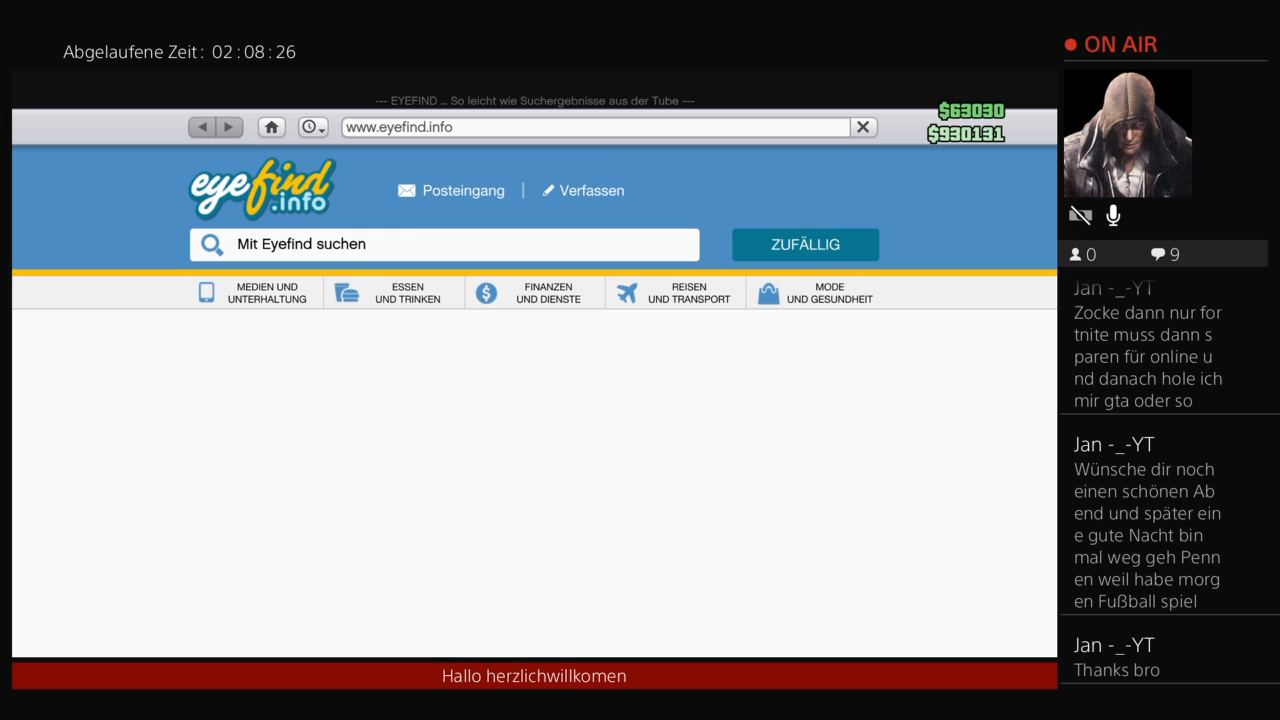 Abgelaufene Zeit: 02:08:26
ON AIR
--- EYEFIND ... So leicht wie Suchergebnisse aus der Tube ---
$63030
www.eyefind.info
$930131
eyefind
.info
Posteingang
Verfassen
Mit Eyefind suchen
ZUFÄLLIG
0
9
MEDIEN UND
UNTERHALTUNG
ESSEN
UND TRINKEN
FINANZEN
UND DIENSTE
REISEN
UND TRANSPORT
MODE
UND GESUNDHEIT
Jan -_-YT
Zocke dann nur for
tnite muss dann s
paren für online u
nd danach hole ich
mir gta oder so
Jan -_-YT
Wünsche dir noch
einen schönen Ab
end und später ein
e gute Nacht bin
mal weg geh Penn
en weil habe morg
en Fußball spiel
Jan -_-YT
Thanks bro
Hallo herzlichwillkomen